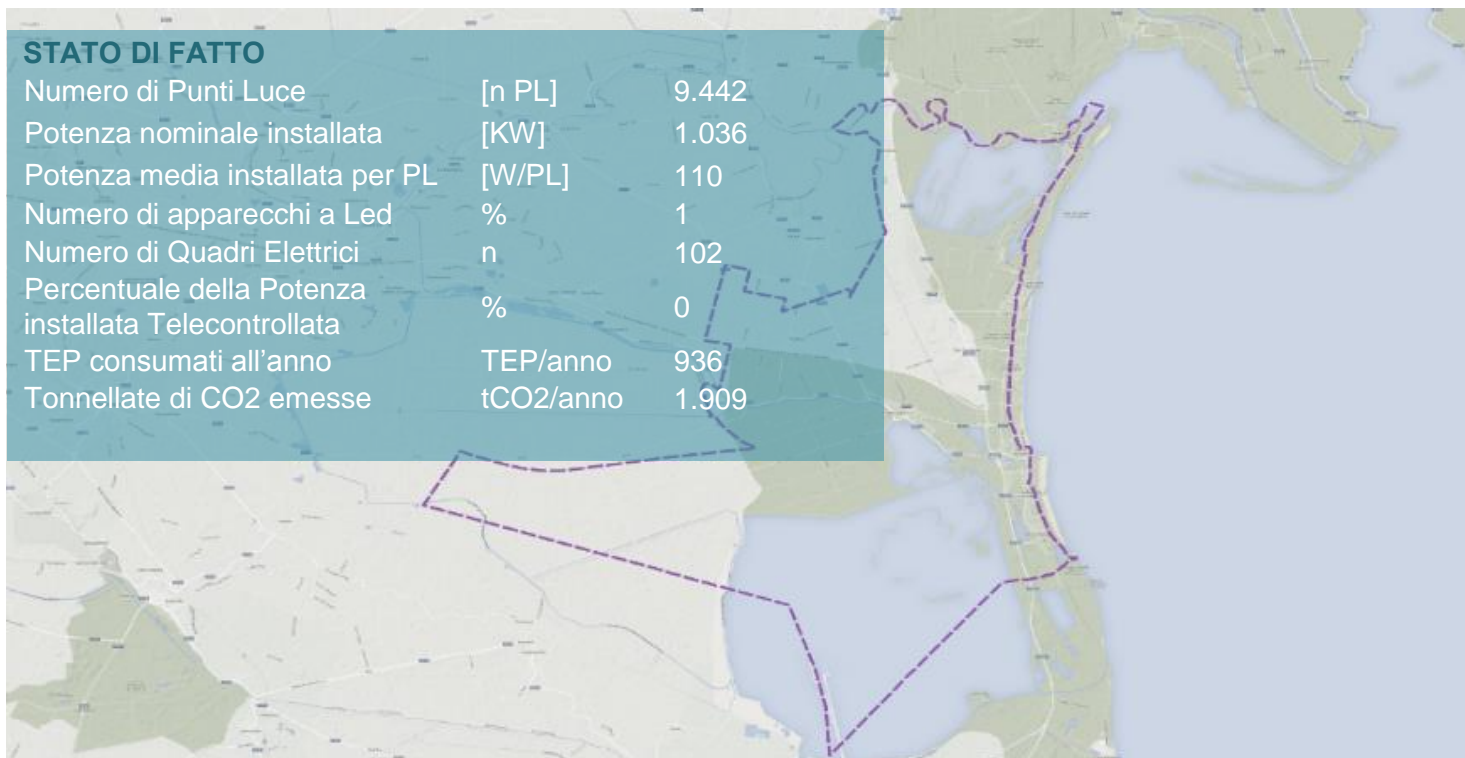 STATO DI FATTO
Numero di Punti Luce [n PL] 9.442
Potenza nominale installata [KW] 1.036
Potenza media installata per PL [W/PL] 110
Numero di apparecchi a Led % 1
Numero di Quadri Elettrici n 102
Percentuale della Potenza
installata Telecontrollata % 0
TEP consumati all’anno TEP/anno 936
Tonnellate di CO2 emesse tCO2/anno 1.909